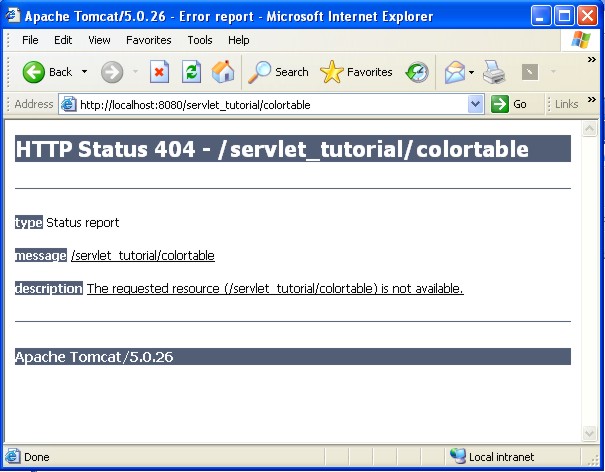 Apache Tomcat/5.0.26 - Error report - Microsoft Internet Explorer
File Edit View Favorites Tools Help
Back Search Favorites
Address http://localhost:8080/servlet_tutorial/colortable Go Links
HTTP Status 404 - /servlet_tutorial/colortable
type Status report
message /servlet_tutorial/colortable
description The requested resource (/servlet_tutorial/colortable) is not available.
Apache Tomcat/5.0.26
Done Local intranet